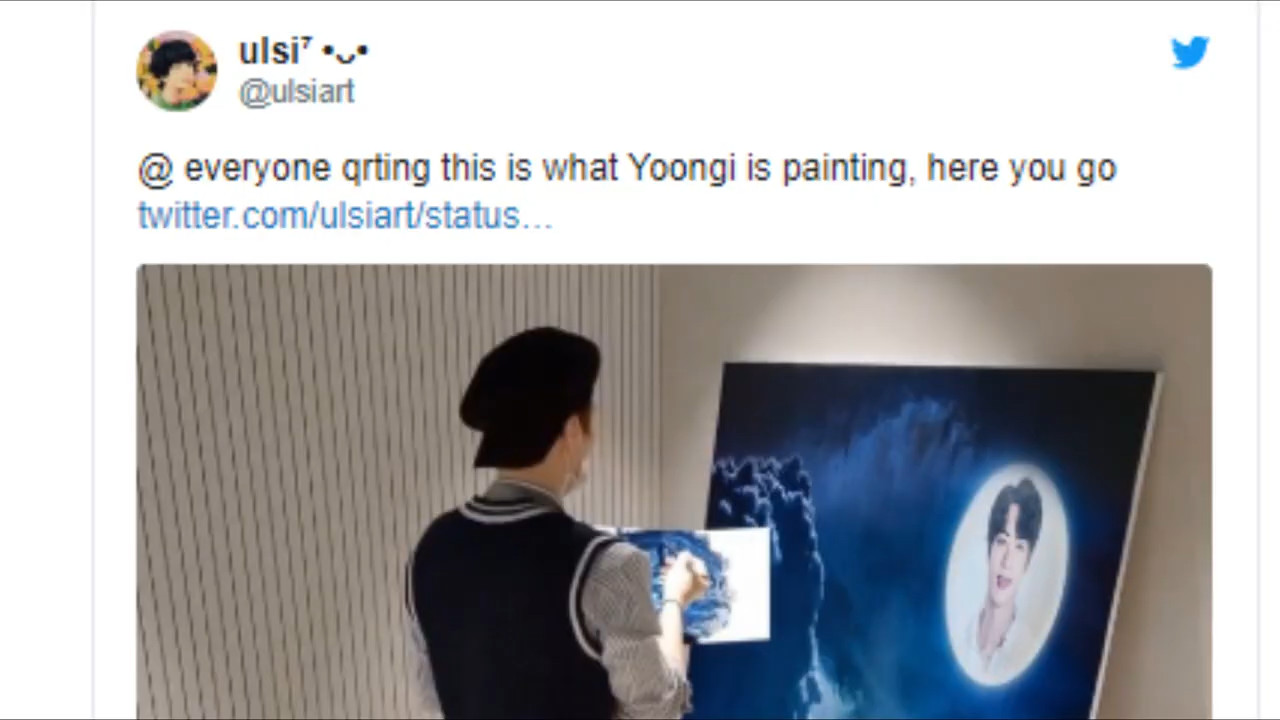 ulsi⁷ •ᴗ•
@ulsiart
@ everyone qrting this is what Yoongi is painting, here you go
twitter.com/ulsiart/status...